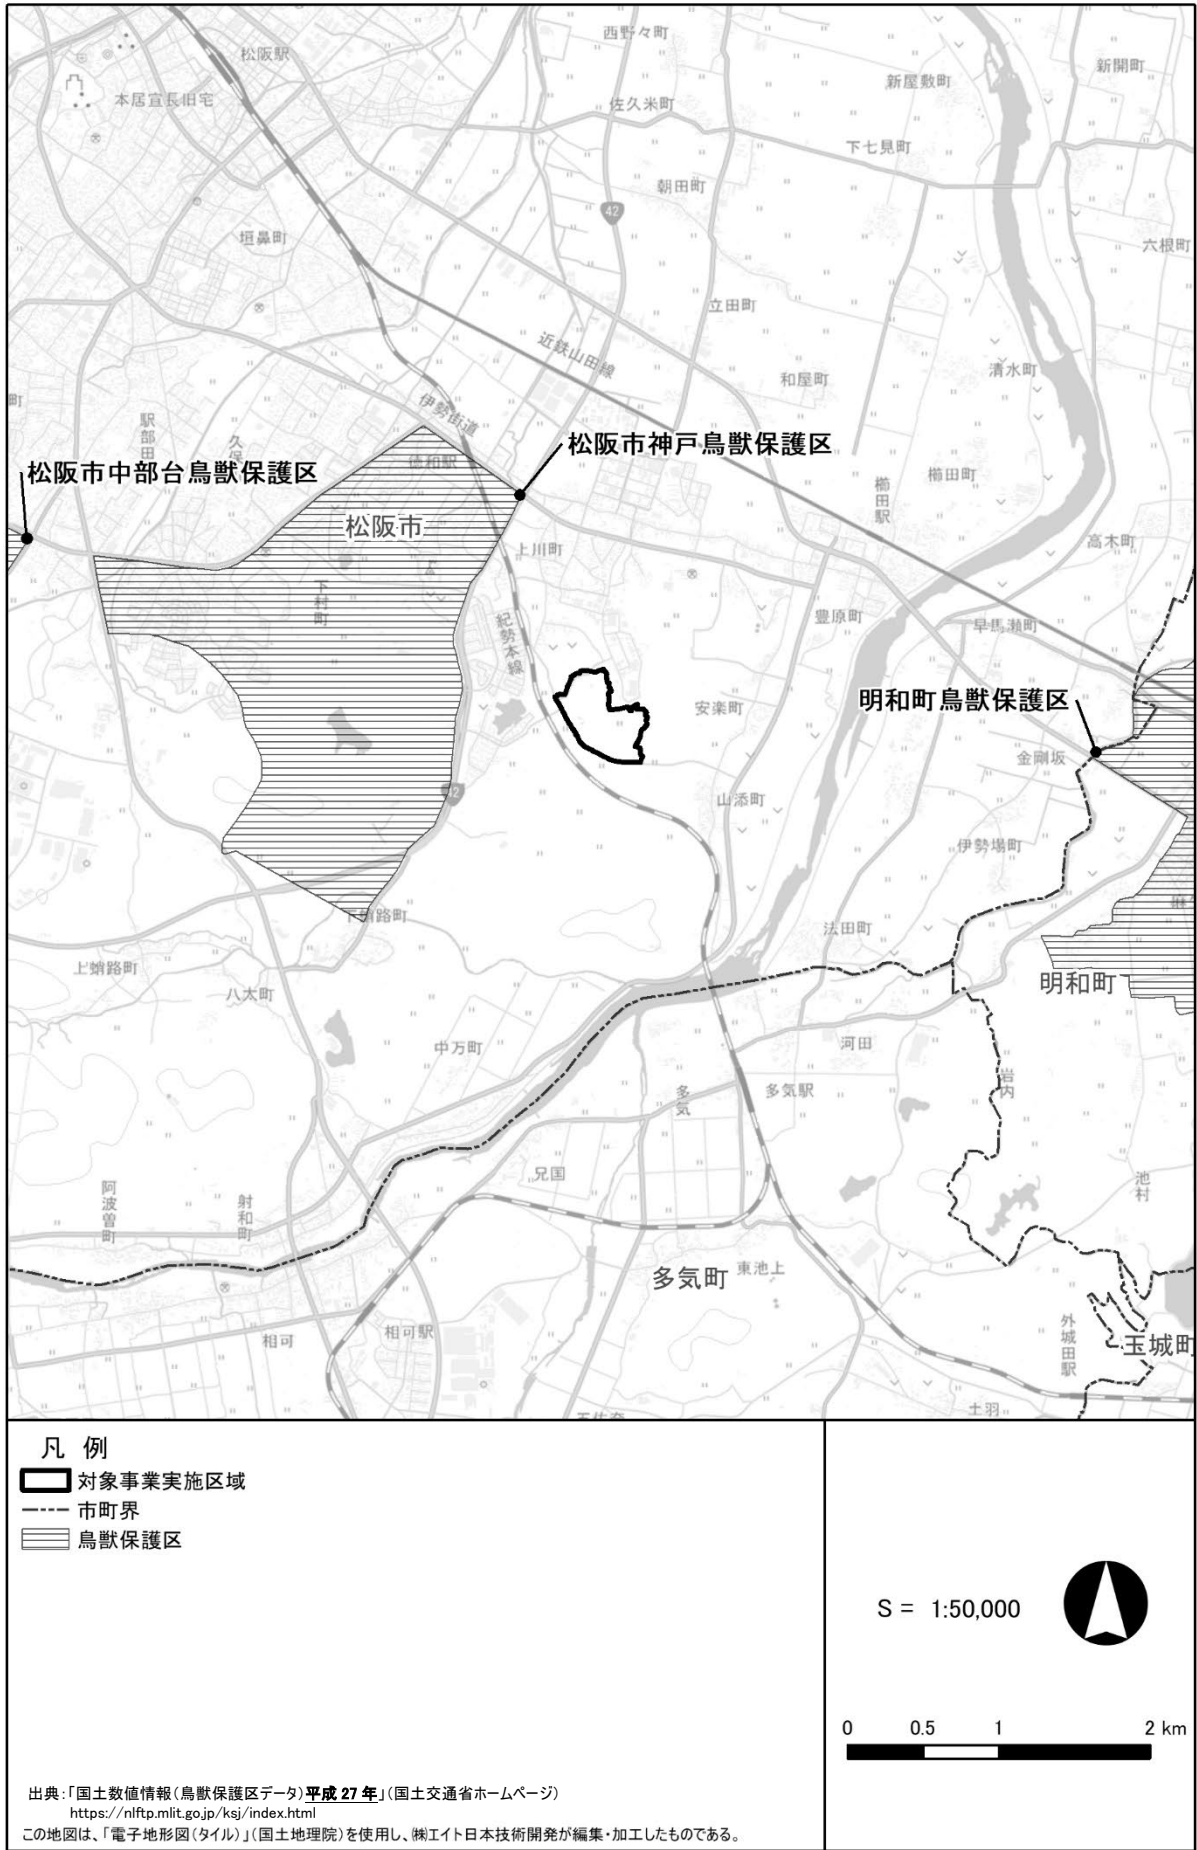 西野々町
松阪駅
新屋敷町
新開町
本居宣長旧宅
佐久米町
下七見町
朝田町
42
垣鼻町
六根町
立田町
近鉄山田線
和屋町
清水町
町
駅部田
久保
伊勢街道
松阪市神戸鳥獣保護区
徳和駅
松阪市中部台鳥獣保護区
櫛田町
櫛田駅
松阪市
上川町
高木町
下村町
豊原町
紀勢本線
早馬瀬町
安楽町
明和町鳥獣保護区
金剛坂
42
山添町
伊勢場町
下蛸路町
法田町
上蛸路町
明和町
八太町
中万町
河田
岩内
多気
多気駅
兄国
池村
阿波曽町
射和町
多気町
東池上
外城田駅
玉城町
相可
相可駅
土羽
五佐奈
凡 例
対象事業実施区域
市町界
鳥獣保護区
S = 1:50,000
0 0.5 1 2 km
出典:「国土数値情報(鳥獣保護区データ)平成 27 年」(国土交通省ホームページ)
https://nlftp.mlit.go.jp/ksj/index.html
この地図は、「電子地形図(タイル)」(国土地理院)を使用し、㈱エイト日本技術開発が編集・加工したものである。